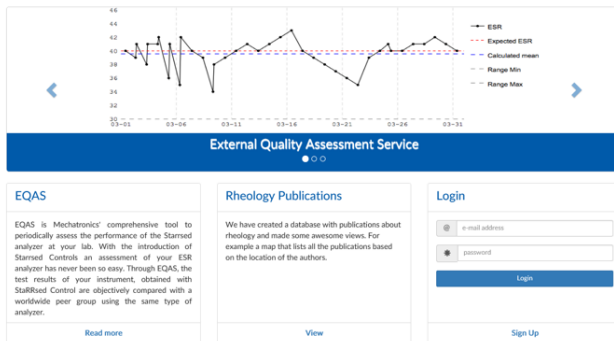 46
44
42
40
38
36
34
32
30
03-01 03-06 03-11 03-16 03-21 03-26 03-31
ESR
Expected ESR
Calculated mean
Range Min
Range Max
External Quality Assessment Service
EQAS
EQAS is Mechatronics' comprehensive tool to
periodically assess the performance of the Starrsed
analyzer at your lab. With the introduction of
Starrsed Controls an assessment of your ESR
analyzer has never been so easy. Through EQAS, the
test results of your instrument, obtained with
StaRRsed Control are objectively compared with a
worldwide peer group using the same type of
analyzer.
Read more
Rheology Publications
We have created a database with publications about
rheology and made some awesome views. For
example a map that lists all the publications based
on the location of the authors.
View
Login
@ e-mail address
password
Login
Sign Up